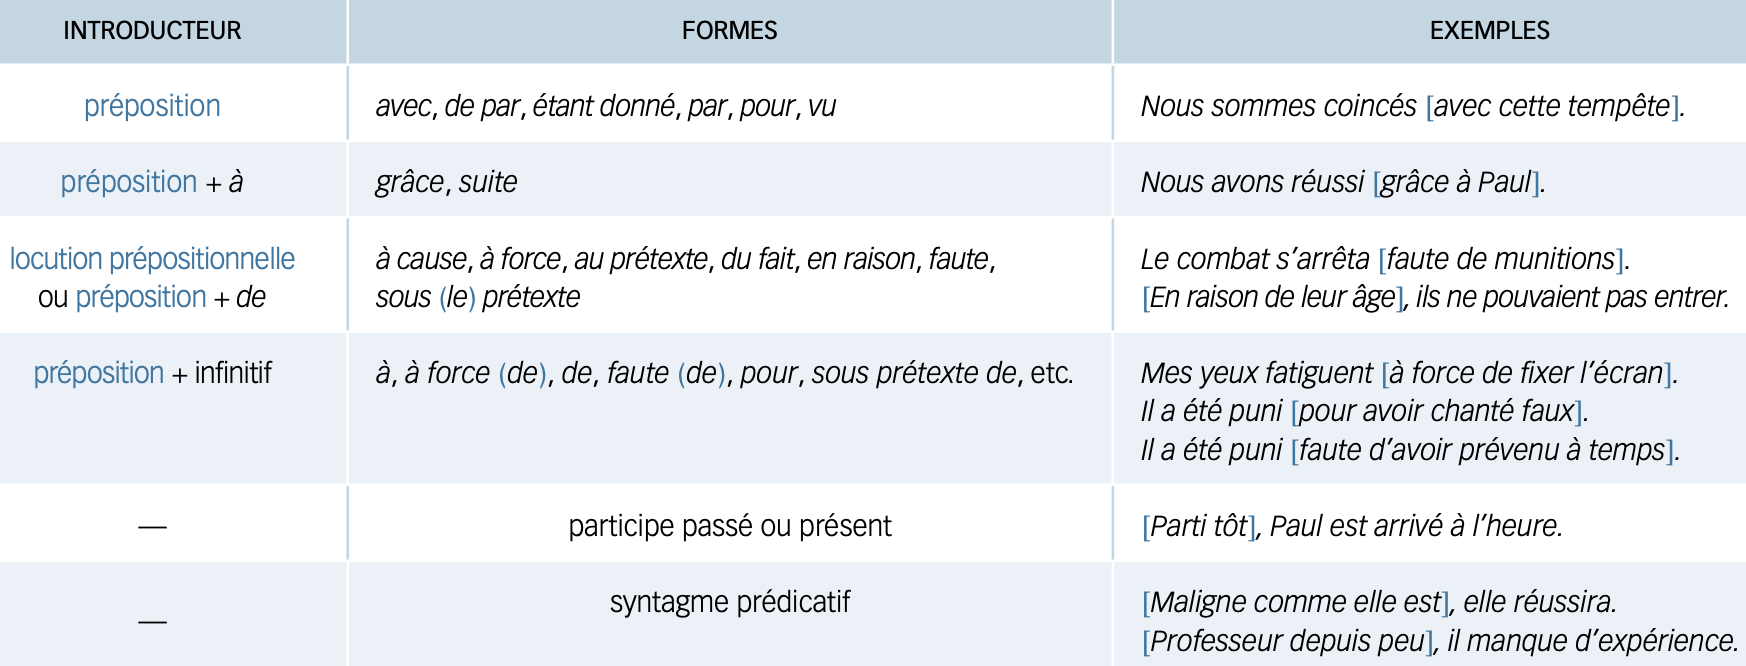 INTRODUCTEUR FORMES EXEMPLES
préposition avec, de par, étant donné, par, pour, vu Nous sommes coincés [avec cette tempête].
préposition + à grâce, suite Nous avons réussi [grâce à Paul].
locution prépositionnelle à cause, à force, au prétexte, du fait, en raison, faute, Le combat s’arrêta [faute de munitions].
ou préposition + de sous (le) prétexte [En raison de leur âge], ils ne pouvaient pas entrer.
préposition + infinitif à, à force (de), de, faute (de), pour, sous prétexte de, etc. Mes yeux fatiguent [à force de fixer l’écran].
Il a été puni [pour avoir chanté faux].
Il a été puni [faute d’avoir prévenu à temps].
— participe passé ou présent [Parti tôt], Paul est arrivé à l’heure.
— syntagme prédicatif [Maligne comme elle est], elle réussira.
[Professeur depuis peu], il manque d’expérience.